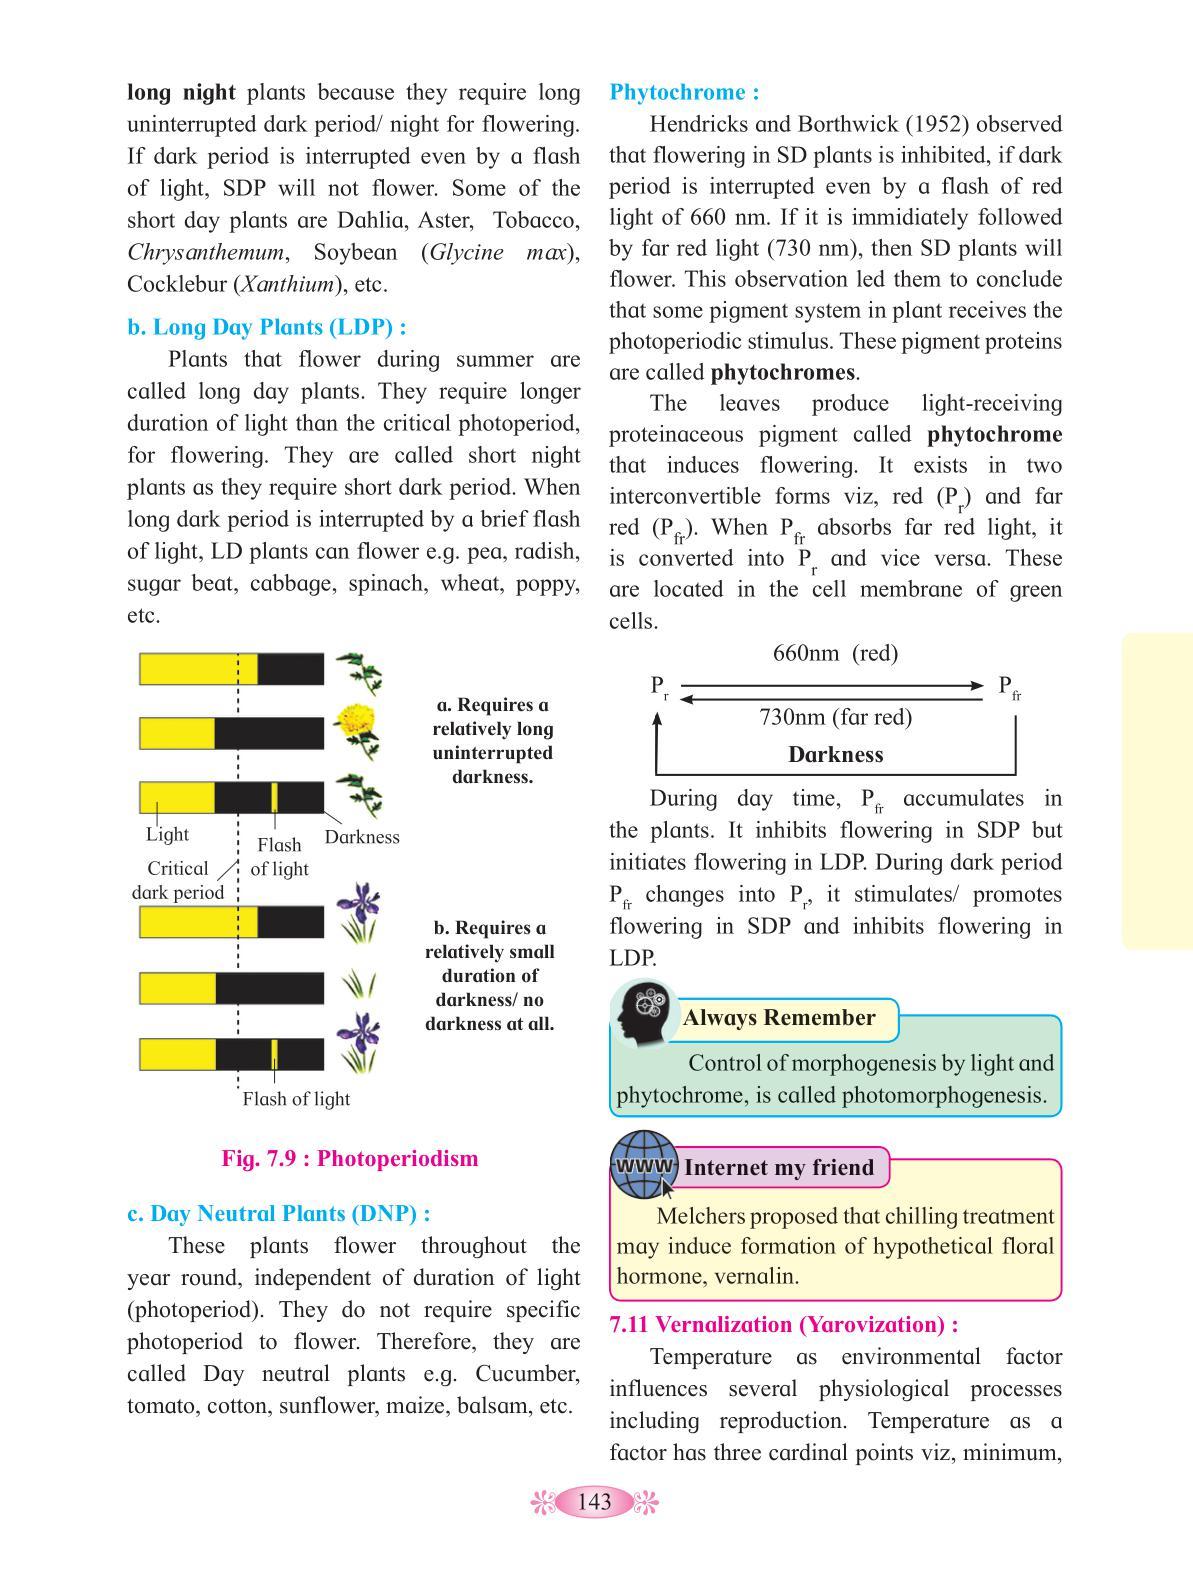 long night plants because they require long
uninterrupted dark period/ night for flowering.
If dark period is interrupted even by a flash
of light, SDP will not flower. Some of the
short day plants are Dahlia, Aster, Tobacco,
Chrysanthemum, Soybean (Glycine max),
Cocklebur (Xanthium), etc.
b. Long Day Plants (LDP) :
Plants that flower during summer are
called long day plants. They require longer
duration of light than the critical photoperiod,
for flowering. They are called short night
plants as they require short dark period. When
long dark period is interrupted by a brief flash
of light, LD plants can flower e.g. pea, radish,
sugar beat, cabbage, spinach, wheat, poppy,
etc.
a. Requires a
relatively long
uninterrupted
darkness.
Light
Flash
of light
Darkness
Critical
dark period
b. Requires a
relatively small
duration of
darkness/ no
darkness at all.
Flash of light
Fig. 7.9 : Photoperiodism
c. Day Neutral Plants (DNP) :
These plants flower throughout the
year round, independent of duration of light
(photoperiod). They do not require specific
photoperiod to flower. Therefore, they are
called Day neutral plants e.g. Cucumber,
tomato, cotton, sunflower, maize, balsam, etc.
Phytochrome :
Hendricks and Borthwick (1952) observed
that flowering in SD plants is inhibited, if dark
period is interrupted even by a flash of red
light of 660 nm. If it is immidiately followed
by far red light (730 nm), then SD plants will
flower. This observation led them to conclude
that some pigment system in plant receives the
photoperiodic stimulus. These pigment proteins
are called phytochromes.
The leaves produce light-receiving
proteinaceous pigment called phytochrome
that induces flowering. It exists in two
interconvertible forms viz, red (Pr) and far
red (Pfr). When Pfr absorbs far red light, it
is converted into Pr and vice versa. These
are located in the cell membrane of green
cells.
660nm (red)
Pr Pfr
730nm (far red)
Darkness
During day time, Pfr accumulates in
the plants. It inhibits flowering in SDP but
initiates flowering in LDP. During dark period
Pfr changes into Pr, it stimulates/ promotes
flowering in SDP and inhibits flowering in
LDP.
Always Remember
Control of morphogenesis by light and
phytochrome, is called photomorphogenesis.
www Internet my friend
Melchers proposed that chilling treatment
may induce formation of hypothetical floral
hormone, vernalin.
7.11 Vernalization (Yarovization) :
Temperature as environmental factor
influences several physiological processes
including reproduction. Temperature as a
factor has three cardinal points viz, minimum,
143